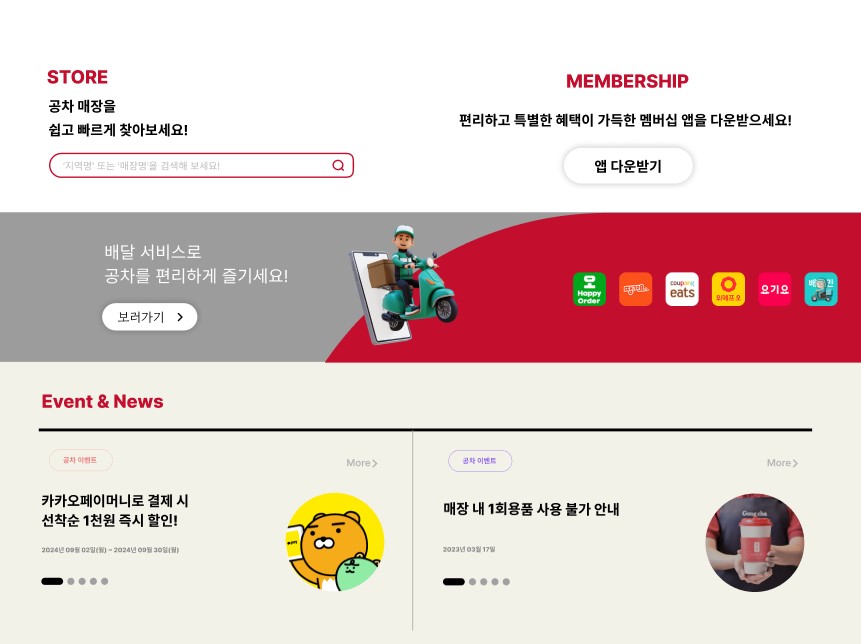 STORE
공차 매장을
쉽고 빠르게 찾아보세요!
'지역명' 또는 '매장명'을 검색해 보세요!
MEMBERSHIP
편리하고 특별한 혜택이 가득한 멤버십 앱을 다운받으세요!
앱 다운받기
배달 서비스로
공차를 편리하게 즐기세요!
보러가기
오
Happy
Order
땡겨요
coupang
eats
위메프오
요기요
Event & News
공차 이벤트
More
카카오페이머니로 결제 시
선착순 1천원 즉시 할인!
2024년 09월 02일(월) ~ 2024년 09월 30일(월)
pay
공차 이벤트
More
매장 내 1회용품 사용 불가 안내
2023년 03월 17일
Gong cha